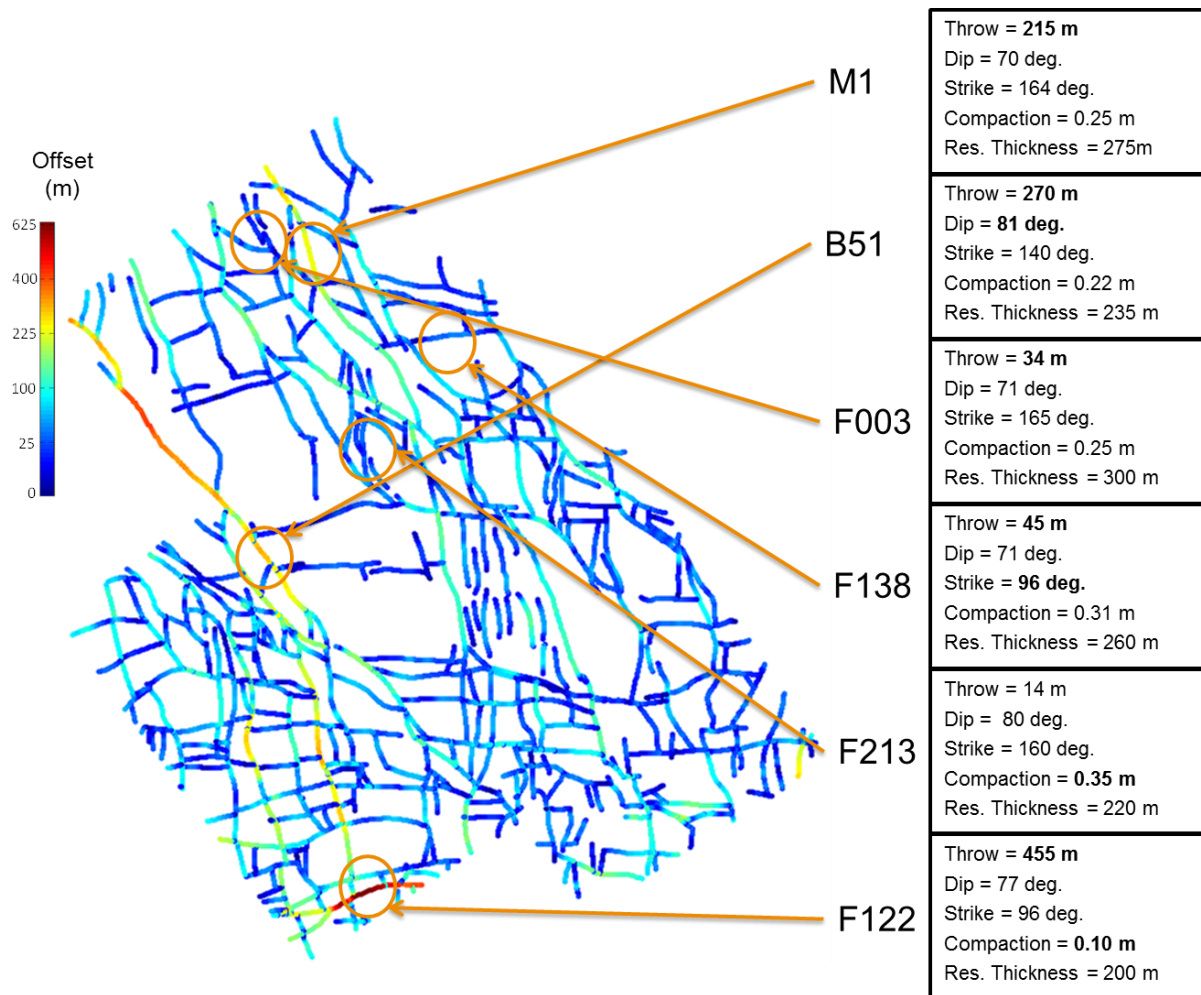 Offset
(m)
625
400
225
100
25
0
M1
Throw = 215 m
Dip = 70 deg.
Strike = 164 deg.
Compaction = 0.25 m
Res. Thickness = 275m
B51
Throw = 270 m
Dip = 81 deg.
Strike = 140 deg.
Compaction = 0.22 m
Res. Thickness = 235 m
F003
Throw = 34 m
Dip = 71 deg.
Strike = 165 deg.
Compaction = 0.25 m
Res. Thickness = 300 m
F138
Throw = 45 m
Dip = 71 deg.
Strike = 96 deg.
Compaction = 0.31 m
Res. Thickness = 260 m
F213
Throw = 14 m
Dip = 80 deg.
Strike = 160 deg.
Compaction = 0.35 m
Res. Thickness = 220 m
F122
Throw = 455 m
Dip = 77 deg.
Strike = 96 deg.
Compaction = 0.10 m
Res. Thickness = 200 m